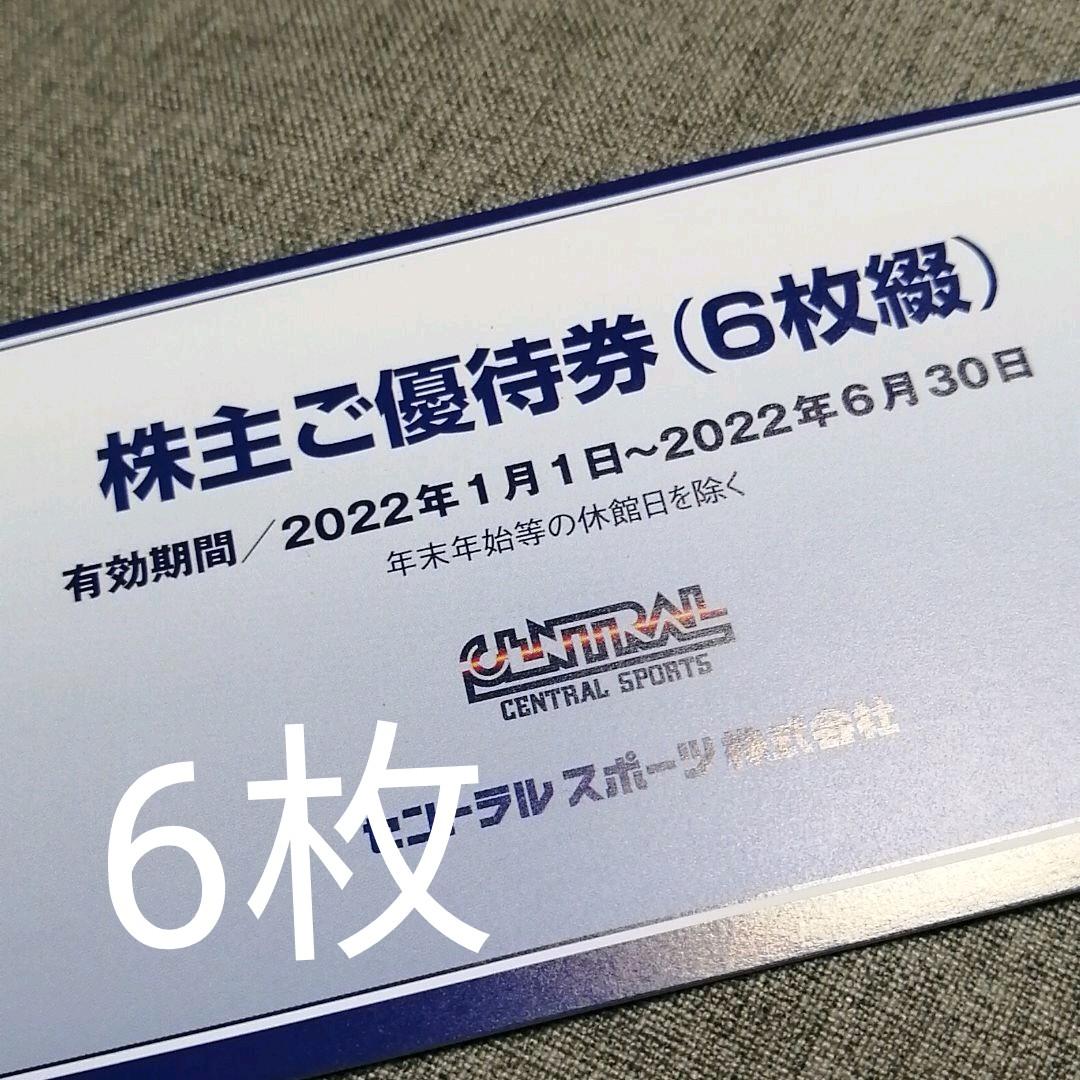 株主ご優待券（6枚綴）
有効期間／2022年1月1日～2022年6月30日
年末年始等の休館日を除く
CENTRAL
CENTRAL SPORTS
セントラルスポーツ株式会社
6枚